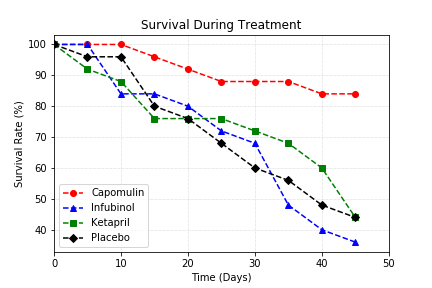 Survival During Treatment
Survival Rate (%)
100
90
80
70
60
50
40
Capomulin
Infubinol
Ketapril
Placebo
0 10 20 30 40 50
Time (Days)